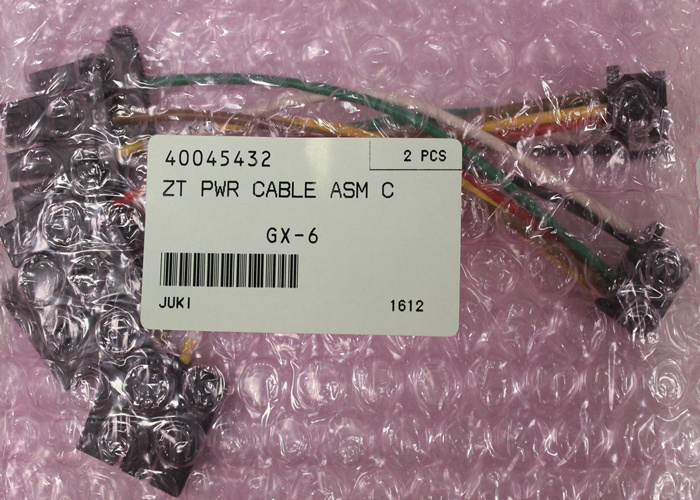 40045432 2 PCS
ZT PWR CABLE ASM C
GX-6
JUKI 1612